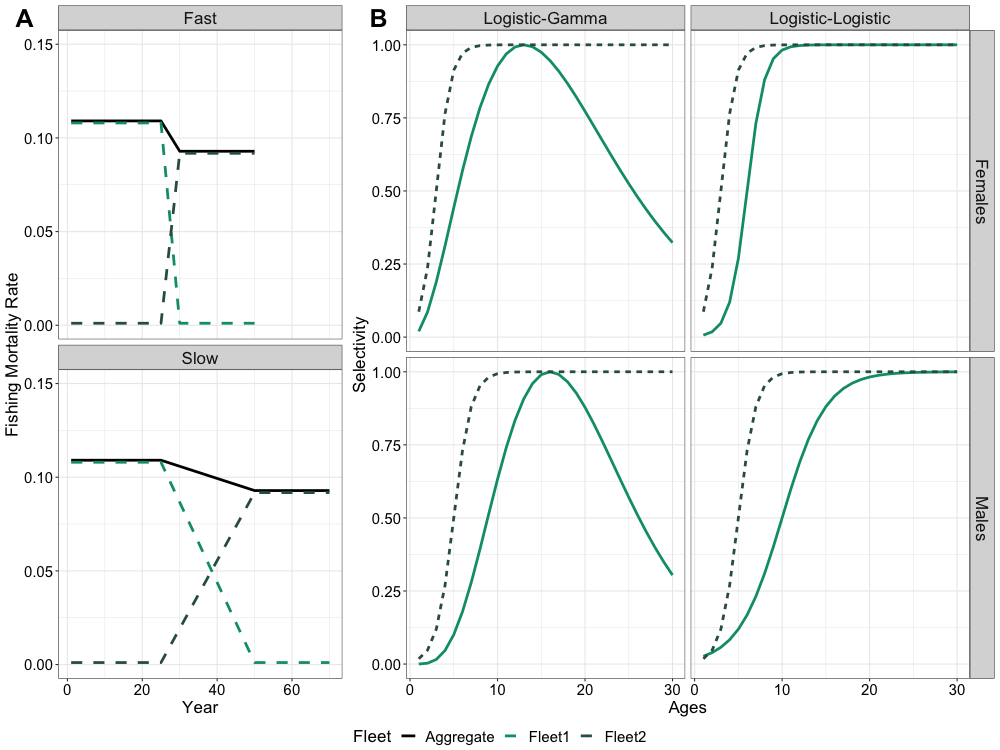 A
Fast
0.15
0.10
0.05
0.00
Slow
0.15
0.10
0.05
0.00
0 20 40 60
Year
Fishing Mortality Rate
B
Logistic-Gamma Logistic-Logistic
1.00
0.75
0.50
0.25
0.00
Females
1.00
0.75
0.50
0.25
0.00
Males
0 10 20 30 0 10 20 30
Ages
Selectivity
Fleet Aggregate Fleet1 Fleet2